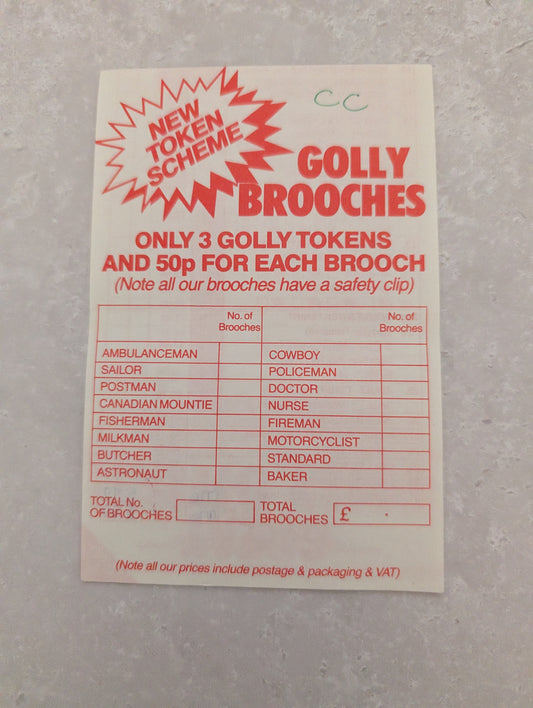 CC
NEW
TOKEN
SCHEME
GOLLY
BROOCHES
ONLY 3 GOLLY TOKENS
AND 50p FOR EACH BROOCH
(Note all our brooches have a safety clip)
No. of
Brooches
No. of
Brooches
AMBULANCEMAN
COWBOY
SAILOR
POLICEMAN
POSTMAN
DOCTOR
CANADIAN MOUNTIE
NURSE
FISHERMAN
FIREMAN
MILKMAN
MOTORCYCLIST
BUTCHER
STANDARD
ASTRONAUT
BAKER
TOTAL No.
OF BROOCHES
TOTAL
BROOCHES
£ .
(Note all our prices include postage & packaging & VAT)